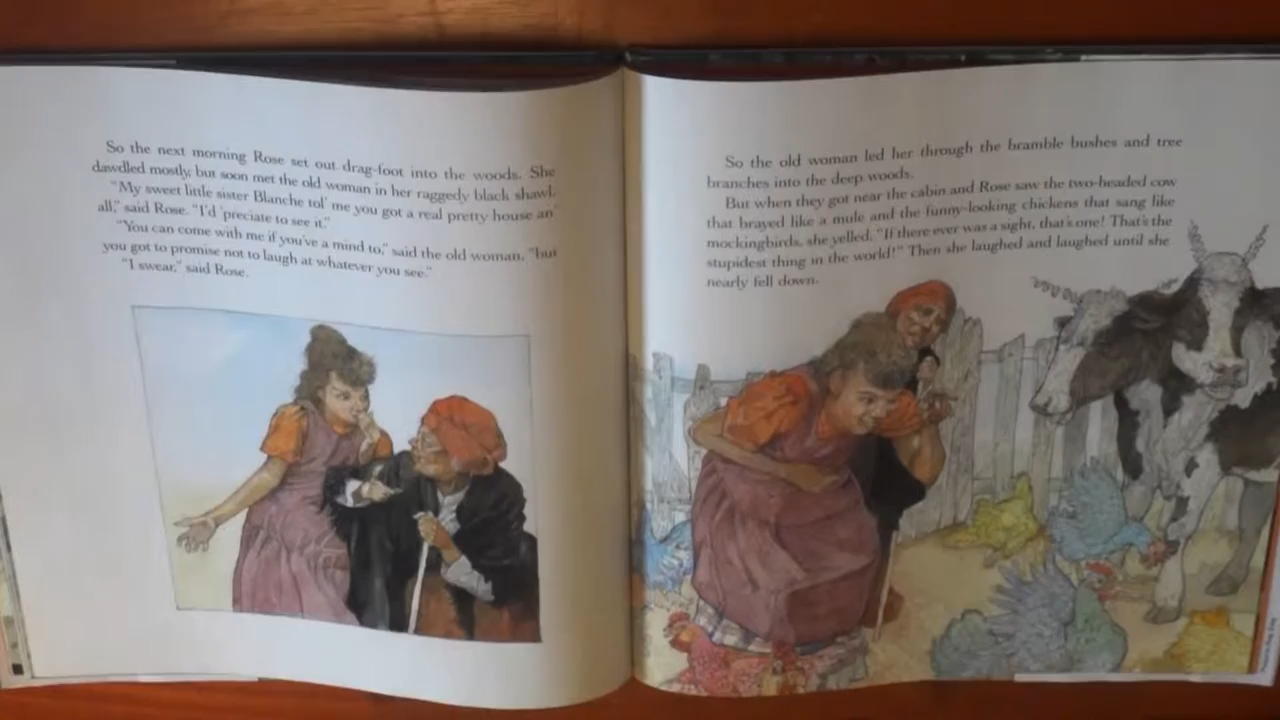 So the next morning Rose set out drag-foot into the woods. She
dawdled mostly, but soon met the old woman in her raggedy black shawl.
"My sweet little sister Blanche tol' me you got a real pretty house an'
all," said Rose. "I'd 'preciate to see it."
"You can come with me if you've a mind to," said the old woman, "but
you got to promise not to laugh at whatever you see."
"I swear," said Rose.
So the old woman led her through the bramble bushes and tree
branches into the deep woods.
But when they got near the cabin and Rose saw the two-headed cow
that brayed like a mule and the funny-looking chickens that sang like
mockingbirds, she yelled, "If there ever was a sight, that's one! That's the
stupidest thing in the world!" Then she laughed and laughed until she
nearly fell down.